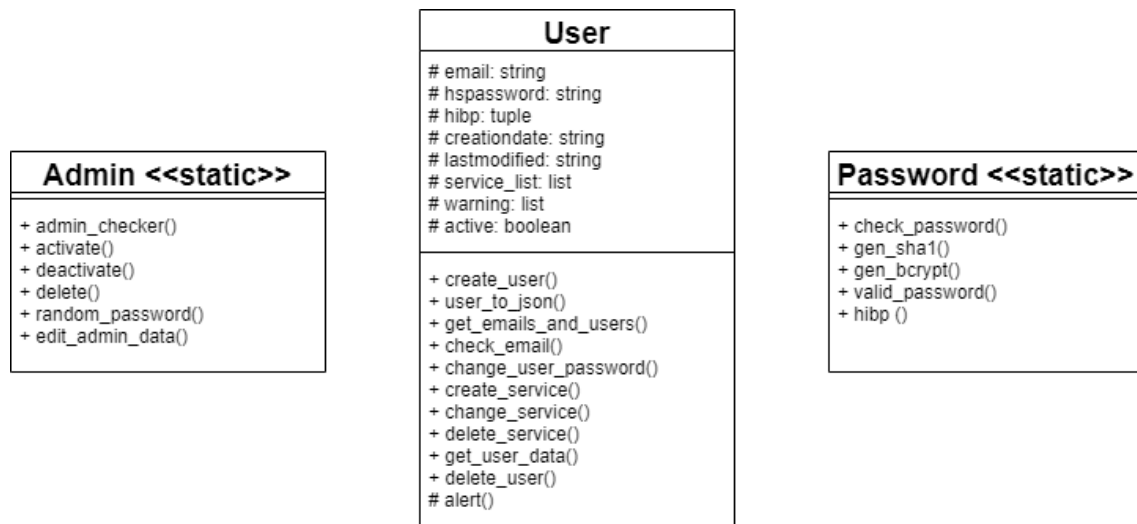 Admin <<static>>
+ admin_checker()
+ activate()
+ deactivate()
+ delete()
+ random_password()
+ edit_admin_data()
User
# email: string
# hspassword: string
# hibp: tuple
# creationdate: string
# lastmodified: string
# service_list: list
# warning: list
# active: boolean
+ create_user()
+ user_to_json()
+ get_emails_and_users()
+ check_email()
+ change_user_password()
+ create_service()
+ change_service()
+ delete_service()
+ get_user_data()
+ delete_user()
# alert()
Password <<static>>
+ check_password()
+ gen_sha1()
+ gen_bcrypt()
+ valid_password()
+ hibp ()